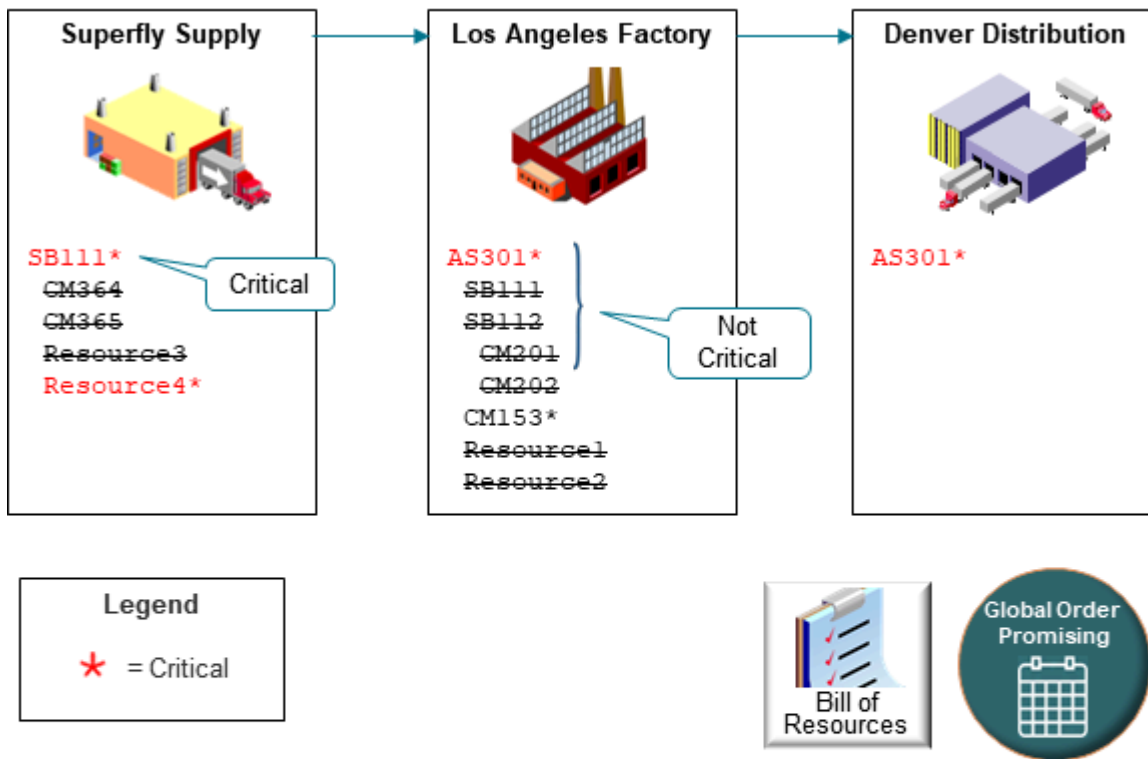 Superfly Supply
SB111*
CM364
CM365
Resource3
Resource4*
Critical
Los Angeles Factory
AS301*
SB111
SB112
CM201
CM202
CM153*
Resource1
Resource2
Not
Critical
Denver Distribution
AS301*
Legend
* = Critical
Bill of
Resources
Global Order
Promising